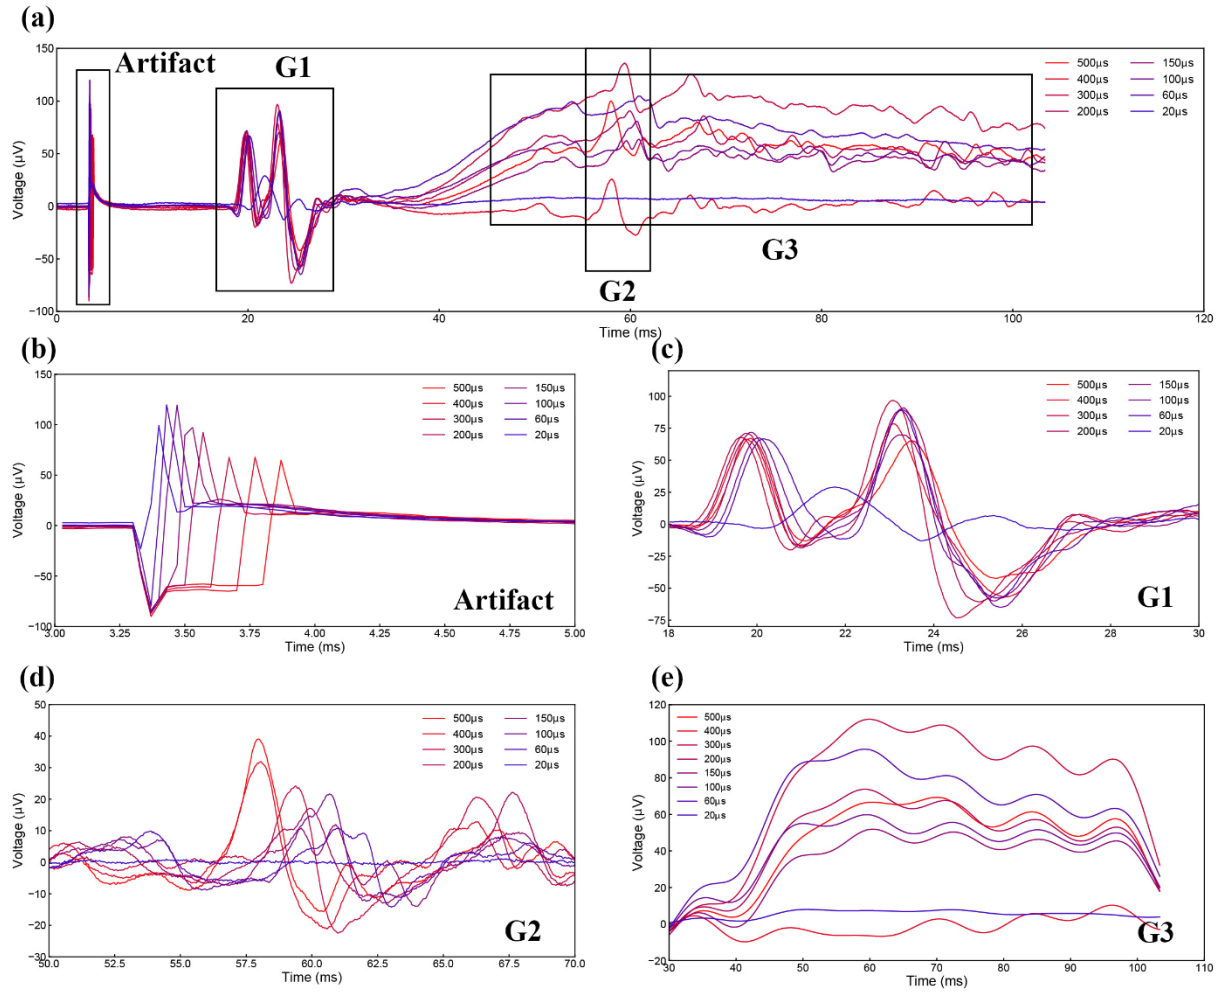 (a)
Artifact
G1
500μs 150μs
400μs 100μs
300μs 60μs
200μs 20μs
G2
G3
Voltage (μV)
150
100
50
0
−50
−100
0 20 40 60 80 100 120
Time (ms)
(b)
500μs 150μs
400μs 100μs
300μs 60μs
200μs 20μs
Artifact
Voltage (μV)
150
100
50
0
−50
−100
3.00 3.25 3.50 3.75 4.00 4.25 4.50 4.75 5.00
Time (ms)
(c)
500μs 150μs
400μs 100μs
300μs 60μs
200μs 20μs
G1
Voltage (μV)
100
75
50
25
0
−25
−50
−75
18 20 22 24 26 28 30
Time (ms)
(d)
500μs 150μs
400μs 100μs
300μs 60μs
200μs 20μs
G2
Voltage (μV)
50
40
30
20
10
0
−10
−20
−30
50.0 52.5 55.0 57.5 60.0 62.5 65.0 67.5 70.0
Time (ms)
(e)
500μs
400μs
300μs
200μs
150μs
100μs
60μs
20μs
G3
Voltage (μV)
120
100
80
60
40
20
0
−20
30 40 50 60 70 80 90 100 110
Time (ms)